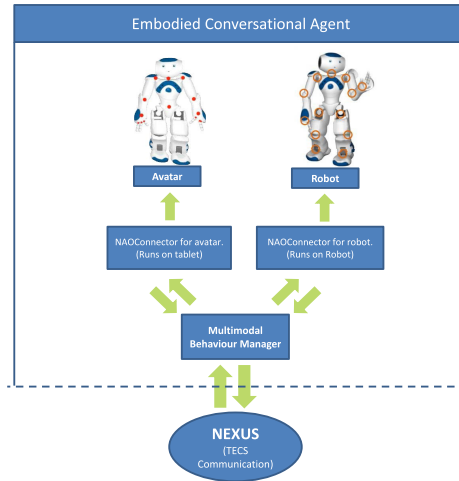 Embodied Conversational Agent
Avatar
Robot
NAOConnector for avatar.
(Runs on tablet)
NAOConnector for robot.
(Runs on Robot)
Multimodal
Behaviour Manager
NEXUS
(TECS
Communication)